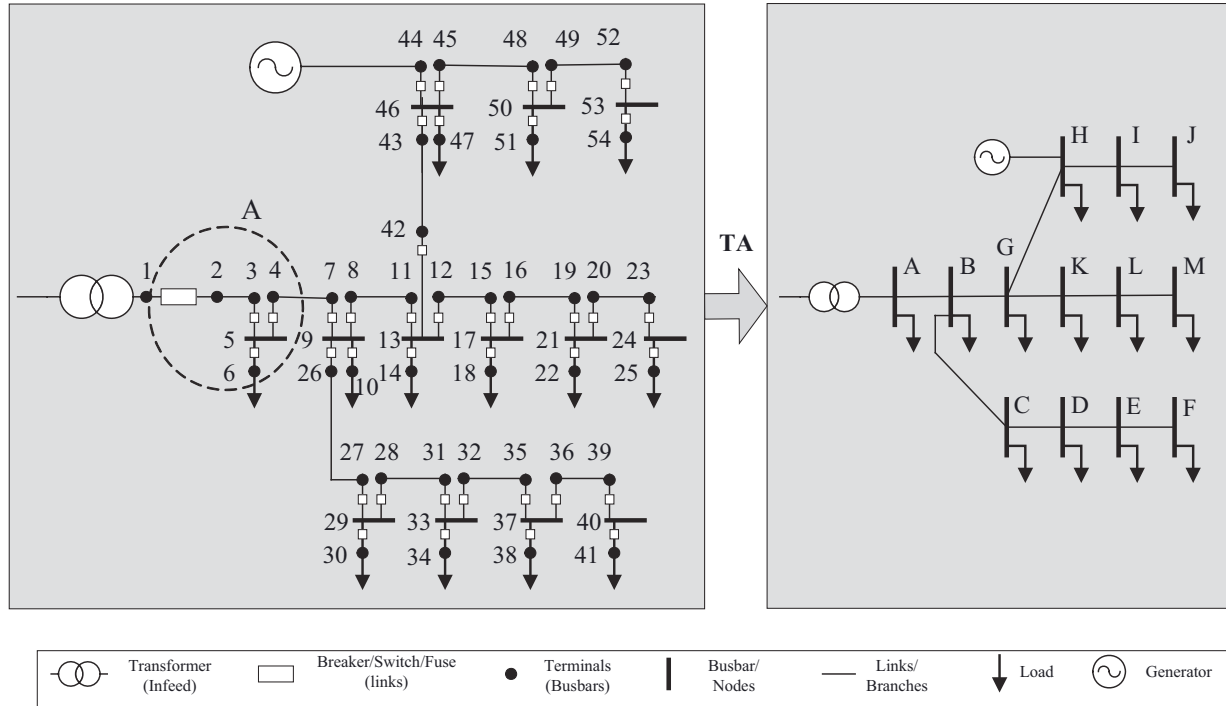 44 45 48 49 52
46 50 53
43 47 51 54
42
A
1 2 3 4 7 8 11 12 15 16 19 20 23
5 9 13 17 21 24
6 26 10 14 18 22 25
27 28 31 32 35 36 39
29 33 37 40
30 34 38 41
TA
H I J
G
A B K L M
C D E F
Transformer
(Infeed)
Breaker/Switch/Fuse
(links)
Terminals
(Busbars)
Busbar/
Nodes
Links/
Branches
Load
Generator